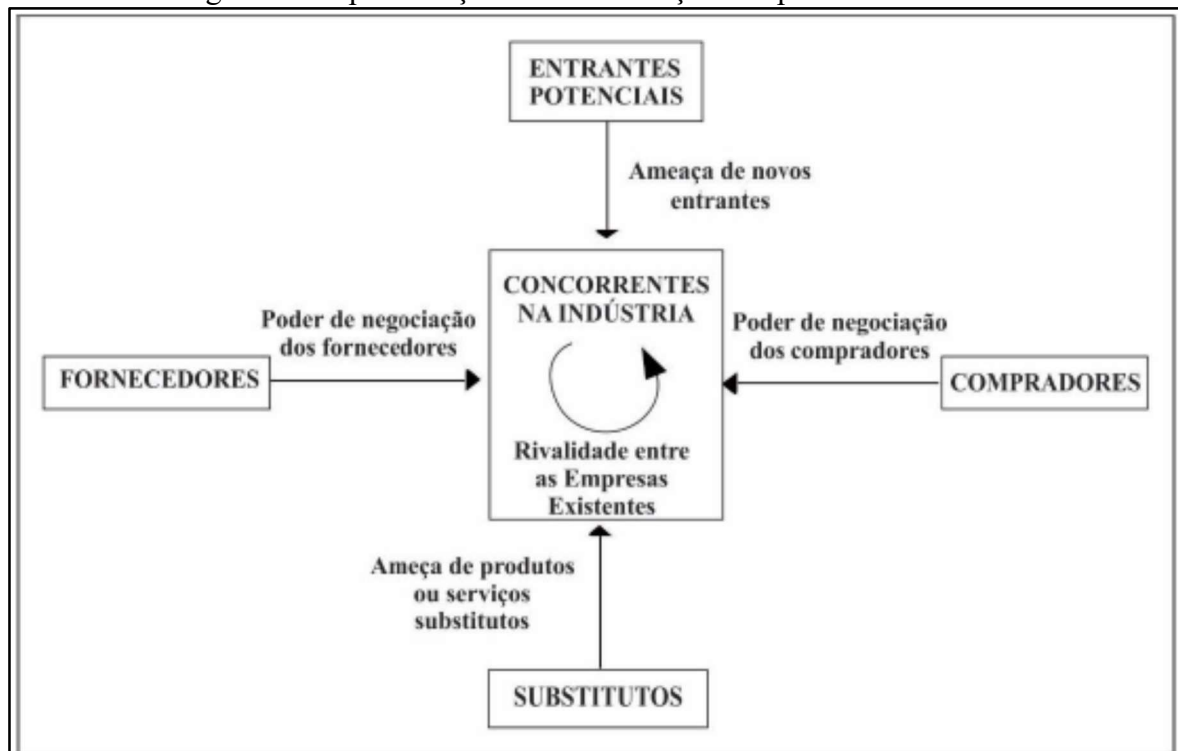 ENTRANTES
POTENCIAIS
Ameaça de novos
entrantes
CONCORRENTES
NA INDÚSTRIA
Poder de negociação
dos fornecedores
Poder de negociação
dos compradores
FORNECEDORES
COMPRADORES
Rivalidade entre
as Empresas
Existentes
Ameça de produtos
ou serviços
substitutos
SUBSTITUTOS